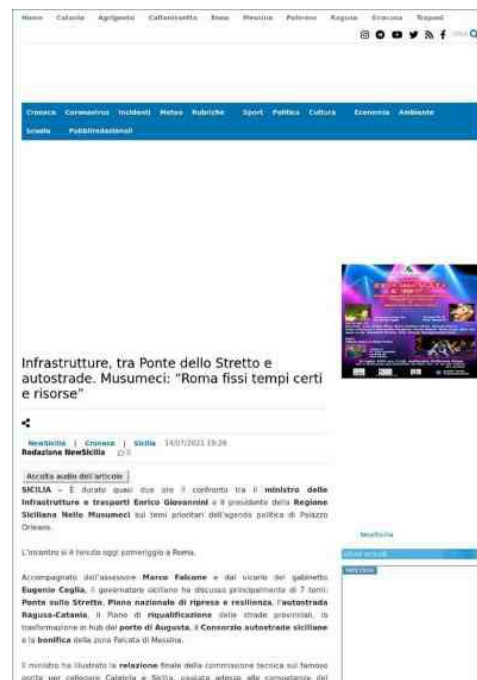 Home Catania Agrigento Caltanissetta Enna Messina Palermo Ragusa Siracusa Trapani
Cronaca Coronavirus Incidenti Meteo Rubriche Sport Politica Cultura Economia Ambiente
Scuola Pubbliredazionali
Infrastrutture, tra Ponte dello Stretto e
autostrade. Musumeci: “Roma fissi tempi certi
e risorse”
NewSicilia | Cronaca | Sicilia 14/07/2021 19:26
Redazione NewSicilia 0
Ascolta audio dell'articolo
SICILIA – È durato quasi due ore il confronto tra il ministro delle
Infrastrutture e trasporti Enrico Giovannini e il presidente della Regione
Siciliana Nello Musumeci sui temi prioritari dell'agenda politica di Palazzo
Orleans.
L'incontro si è tenuto oggi pomeriggio a Roma.
Accompagnato dall'assessore Marco Falcone e dal vicario del gabinetto
Eugenio Ceglia, il governatore siciliano ha discusso principalmente di 7 temi:
Ponte sullo Stretto, Piano nazionale di ripresa e resilienza, l'autostrada
Ragusa-Catania, il Piano di riqualificazione delle strade provinciali, la
trasformazione in hub del porto di Augusta, il Consorzio autostrade siciliane
e la bonifica della zona Falcata di Messina.
Il ministro ha illustrato la relazione finale della commissione tecnica sul famoso
ponte per collegare Calabria e Sicilia, passata adesso alle competenze del
NewSicilia